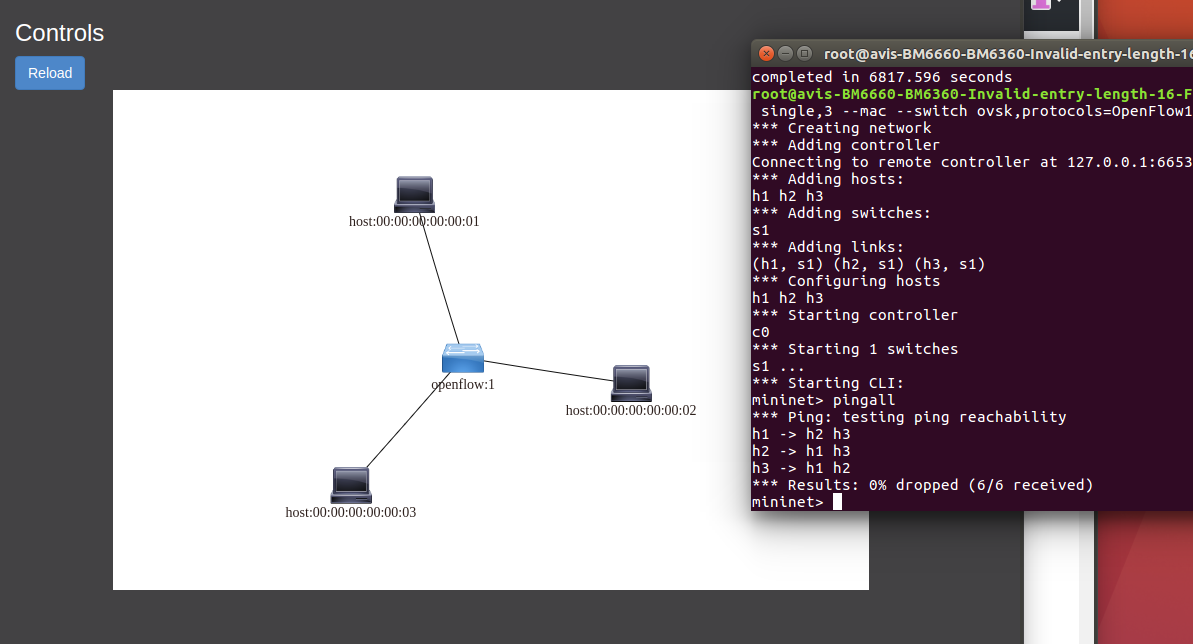 Controls
Reload
host:00:00:00:00:00:01
openflow:1
host:00:00:00:00:00:02
host:00:00:00:00:00:03
root@avis-BM6660-BM6360-Invalid-entry-length-16
completed in 6817.596 seconds
root@avis-BM6660-BM6360-Invalid-entry-length-16-F
single,3 --mac --switch ovsk,protocols=OpenFlow1
*** Creating network
*** Adding controller
Connecting to remote controller at 127.0.0.1:6653
*** Adding hosts:
h1 h2 h3
*** Adding switches:
s1
*** Adding links:
(h1, s1) (h2, s1) (h3, s1)
*** Configuring hosts
h1 h2 h3
*** Starting controller
c0
*** Starting 1 switches
s1 ...
*** Starting CLI:
mininet> pingall
*** Ping: testing ping reachability
h1 -> h2 h3
h2 -> h1 h3
h3 -> h1 h2
*** Results: 0% dropped (6/6 received)
mininet>